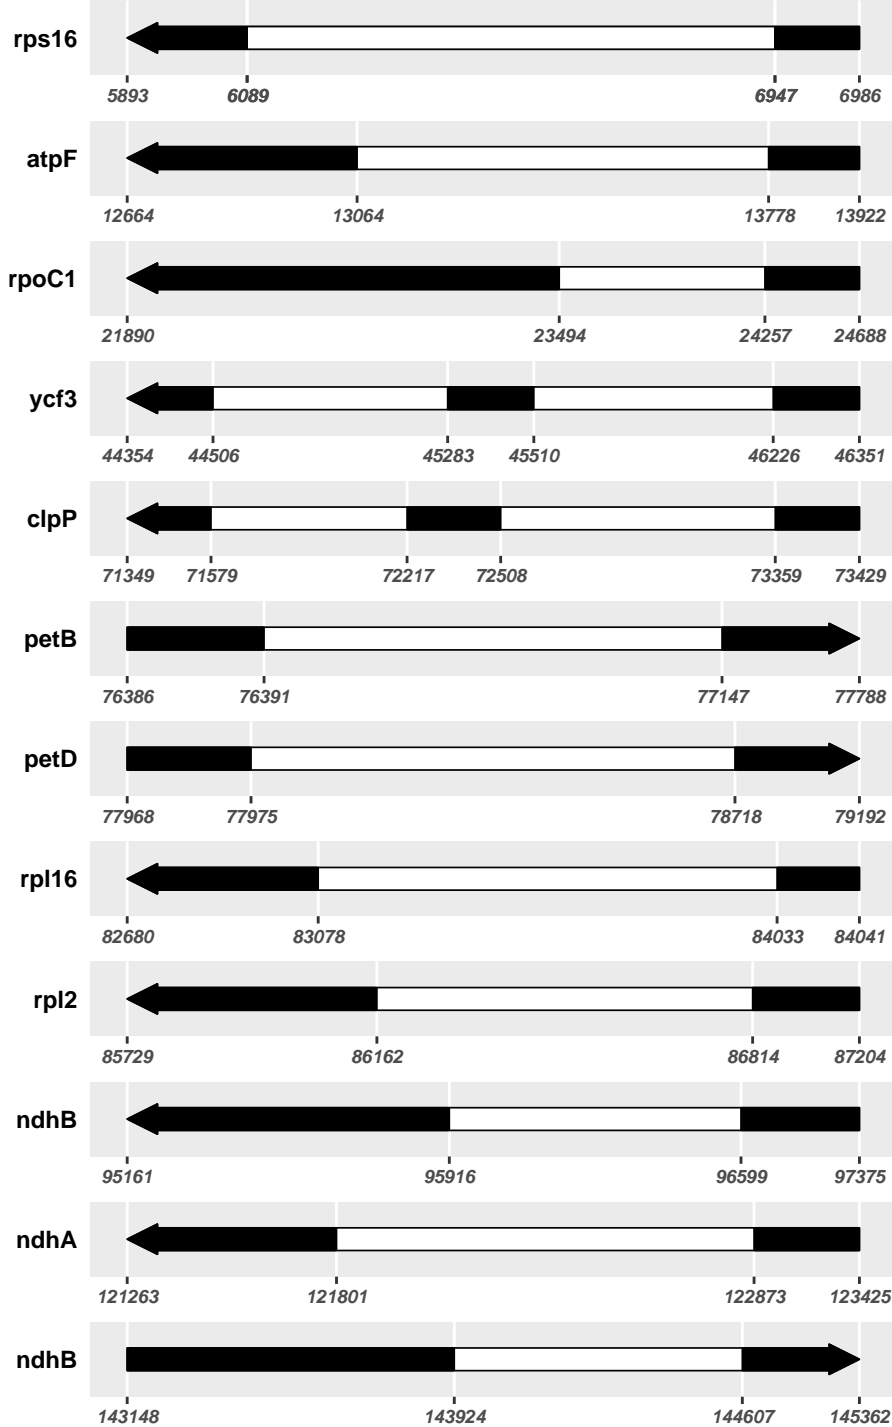 rps16
5893 6089 6947 6986
atpF
12664 13064 13778 13922
rpoC1
21890 23494 24257 24688
ycf3
44354 44506 45283 45510 46226 46351
clpP
71349 71579 72217 72508 73359 73429
petB
76386 76391 77147 77788
petD
77968 77975 78718 79192
rpl16
82680 83078 84033 84041
rpl2
85729 86162 86814 87204
ndhB
95161 95916 96599 97375
ndhA
121263 121801 122873 123425
ndhB
143148 143924 144607 145362